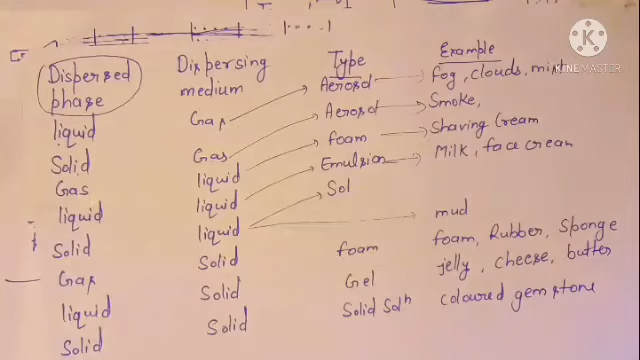 Dispersed phase Dispersing medium Type Example
liquid Gas Aerosol Fog, clouds, mist
Solid Gas Aerosol Smoke,
Gas liquid foam Shaving Cream
liquid liquid Emulsion Milk, face cream
Solid liquid Sol mud
Gas Solid foam foam, Rubber, Sponge
liquid Solid Gel jelly, cheese, butter
Solid Solid Solid Solⁿ coloured gemstone
KINEMASTER